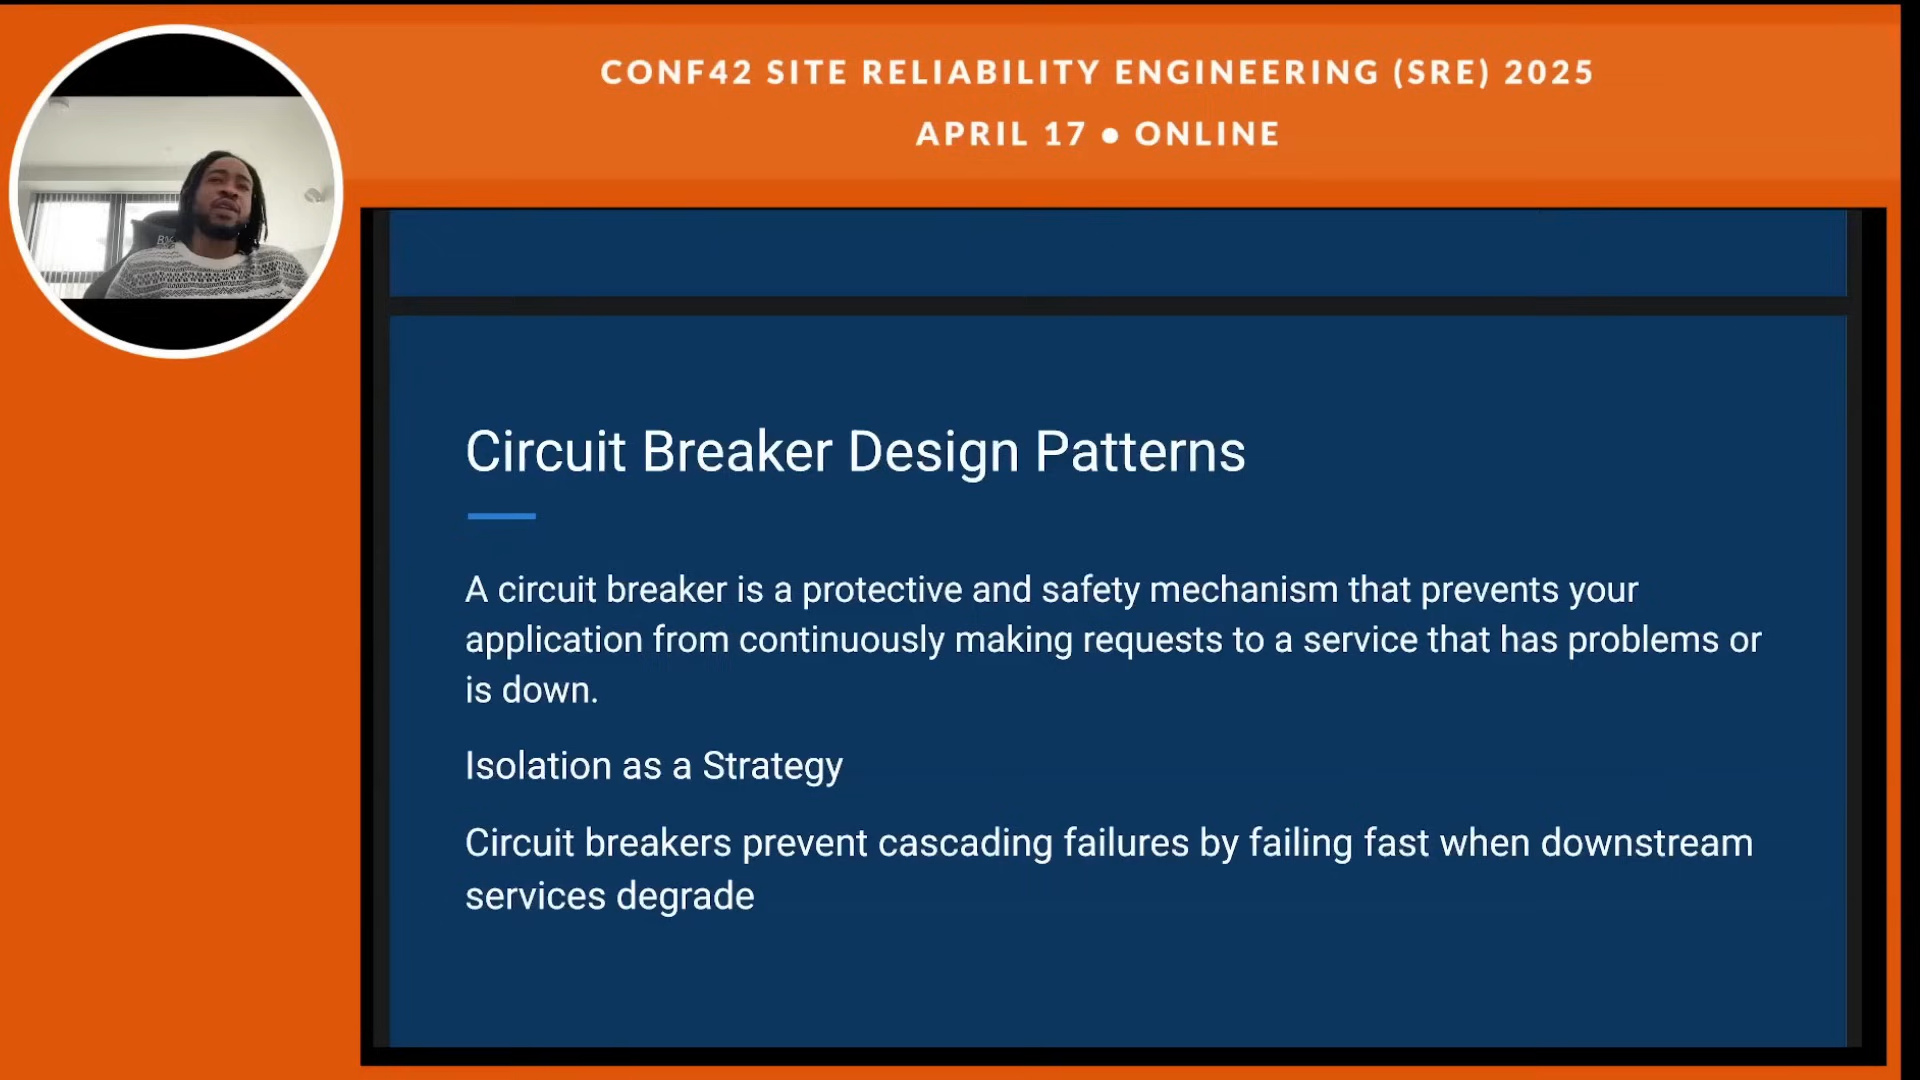 CONF42 SITE RELIABILITY ENGINEERING (SRE) 2025
APRIL 17 ● ONLINE
Circuit Breaker Design Patterns
A circuit breaker is a protective and safety mechanism that prevents your
application from continuously making requests to a service that has problems or
is down.
Isolation as a Strategy
Circuit breakers prevent cascading failures by failing fast when downstream
services degrade